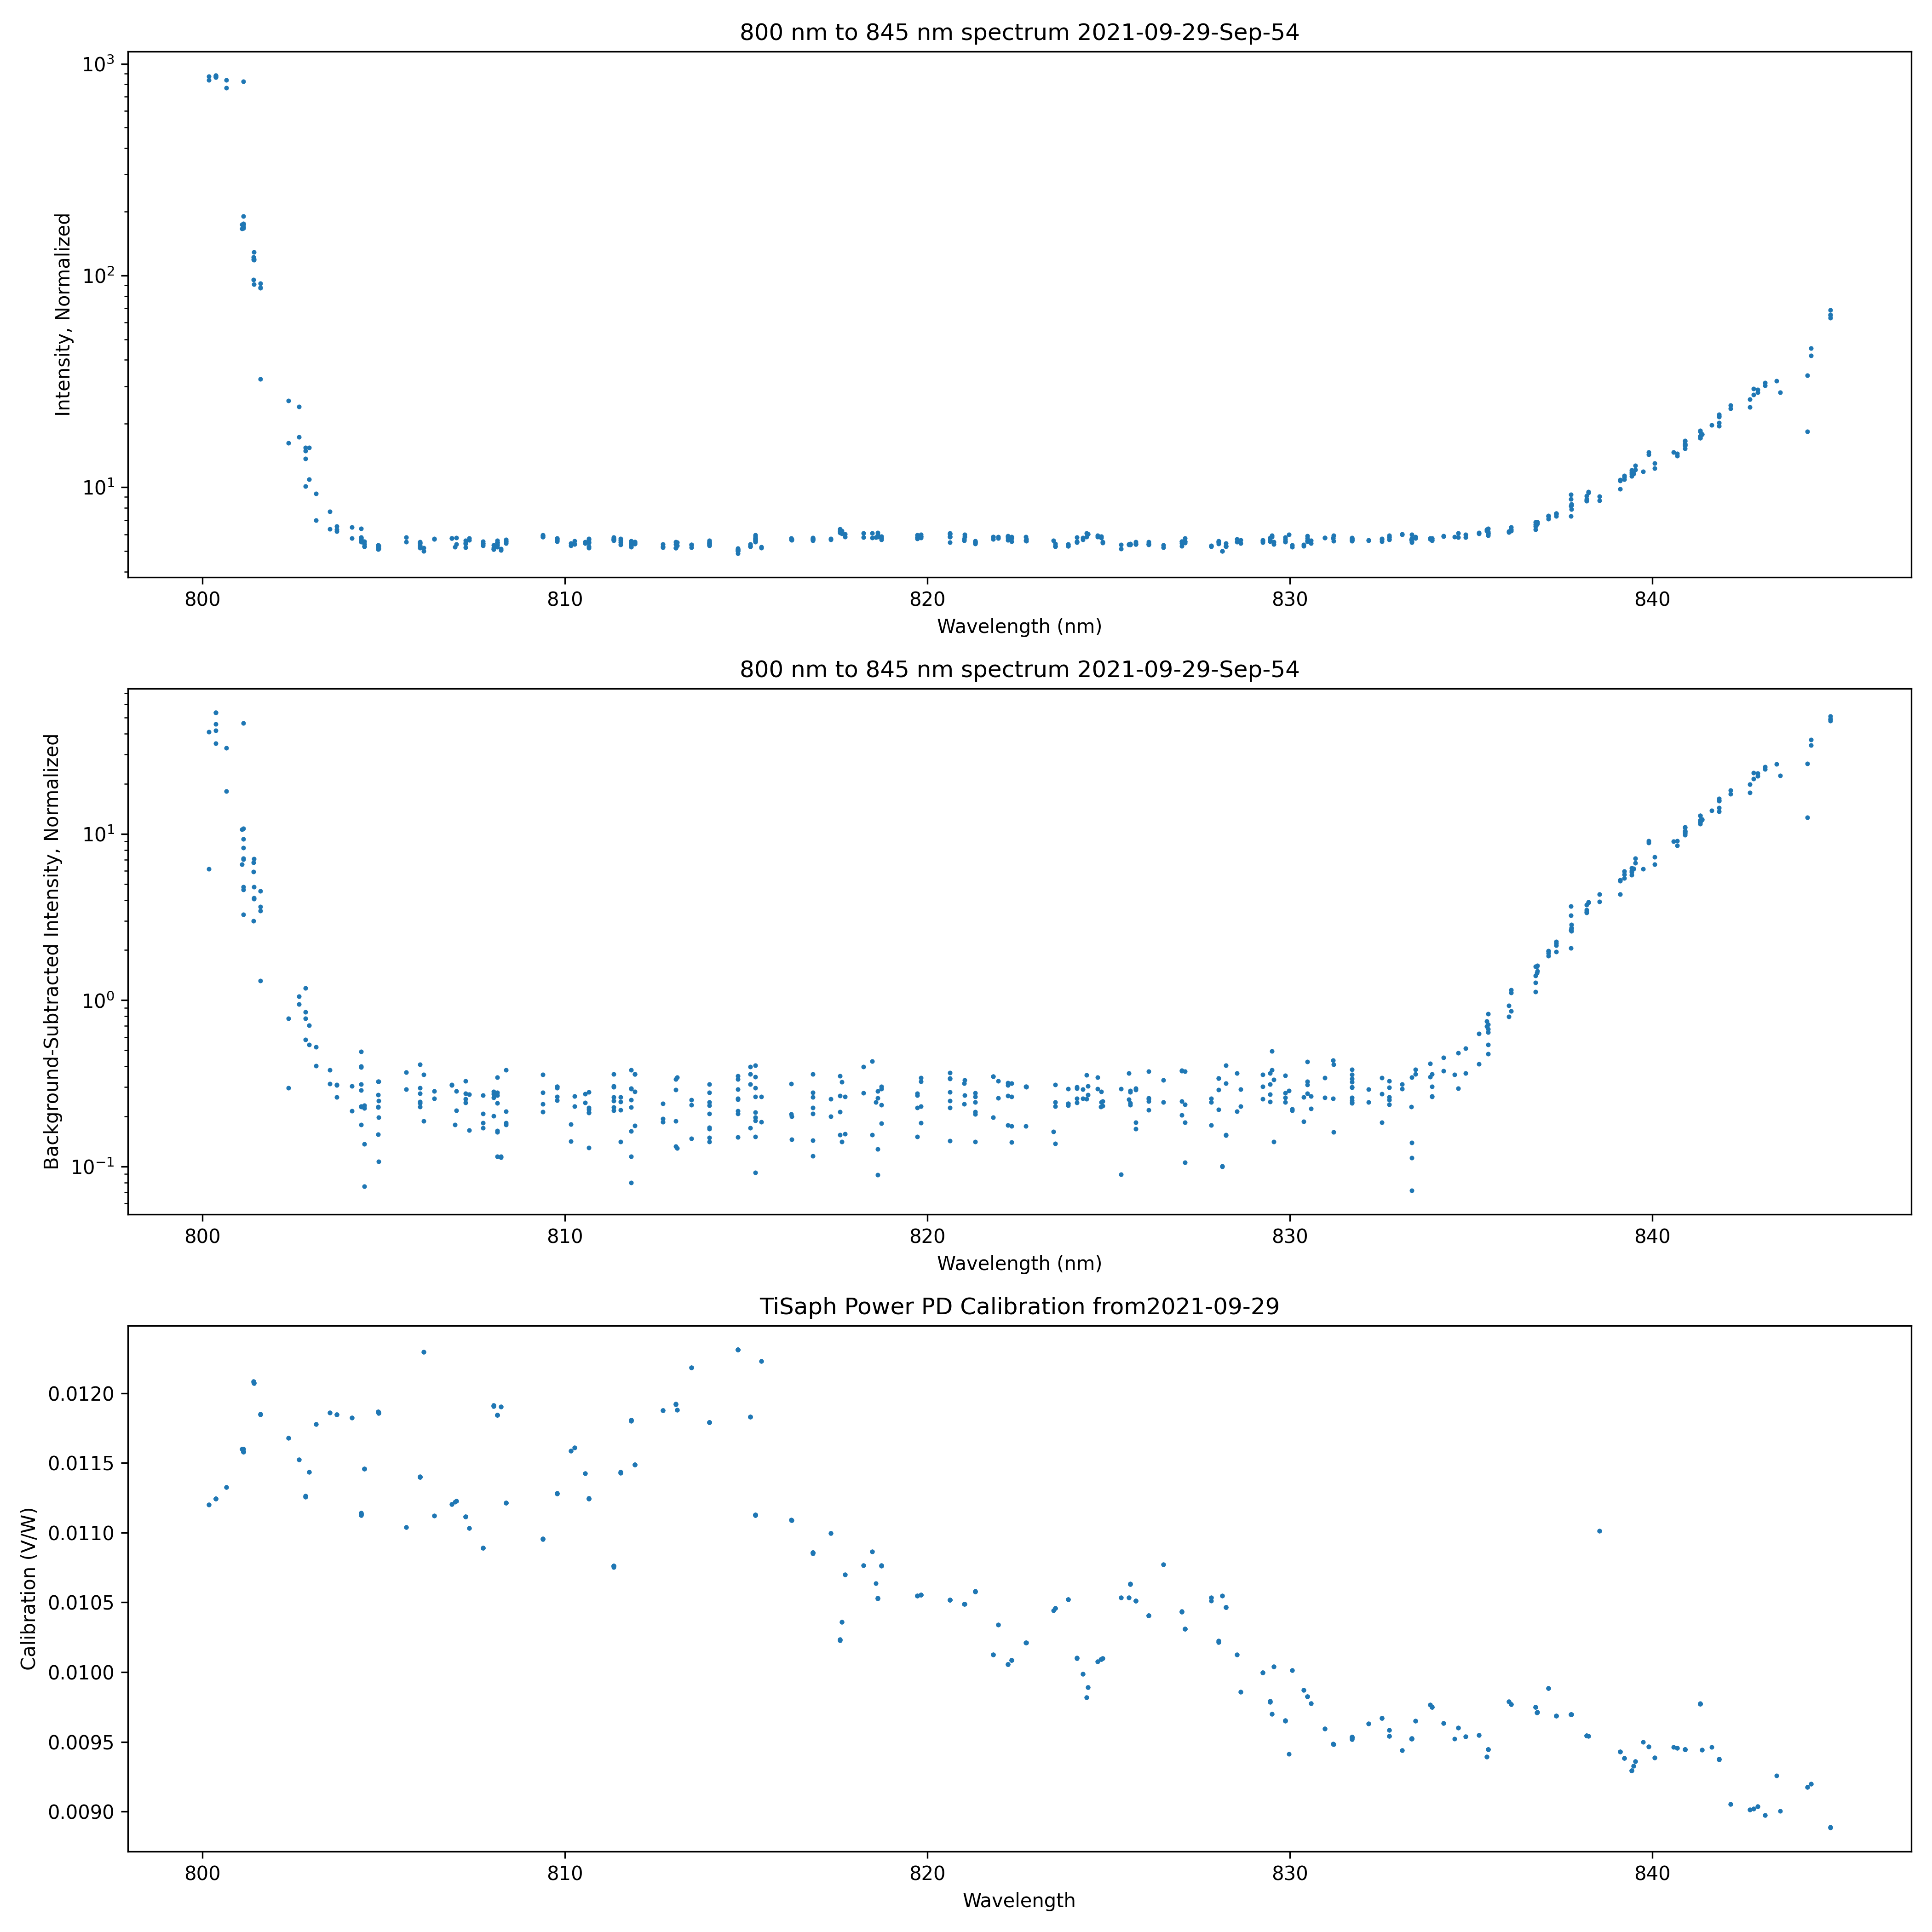 800 nm to 845 nm spectrum 2021-09-29-Sep-54
Intensity, Normalized
10³
10²
10¹
800 810 820 830 840
Wavelength (nm)
800 nm to 845 nm spectrum 2021-09-29-Sep-54
Background-Subtracted Intensity, Normalized
10¹
10⁰
10⁻¹
800 810 820 830 840
Wavelength (nm)
TiSaph Power PD Calibration from2021-09-29
Calibration (V/W)
0.0120
0.0115
0.0110
0.0105
0.0100
0.0095
0.0090
800 810 820 830 840
Wavelength